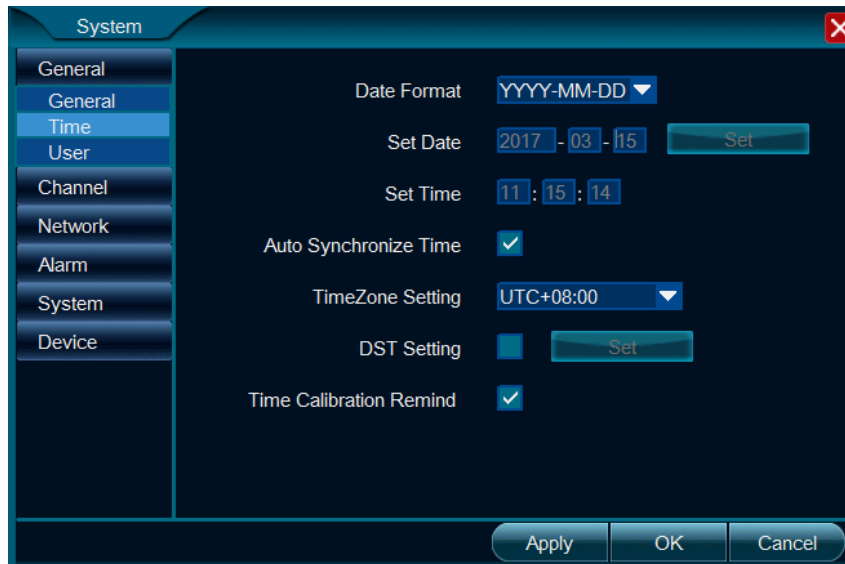 System
General
General
Time
User
Channel
Network
Alarm
System
Device
Date Format YYYY-MM-DD
Set Date 2017 - 03 - 15 Set
Set Time 11 : 15 : 14
Auto Synchronize Time
TimeZone Setting UTC+08:00
DST Setting Set
Time Calibration Remind
Apply OK Cancel